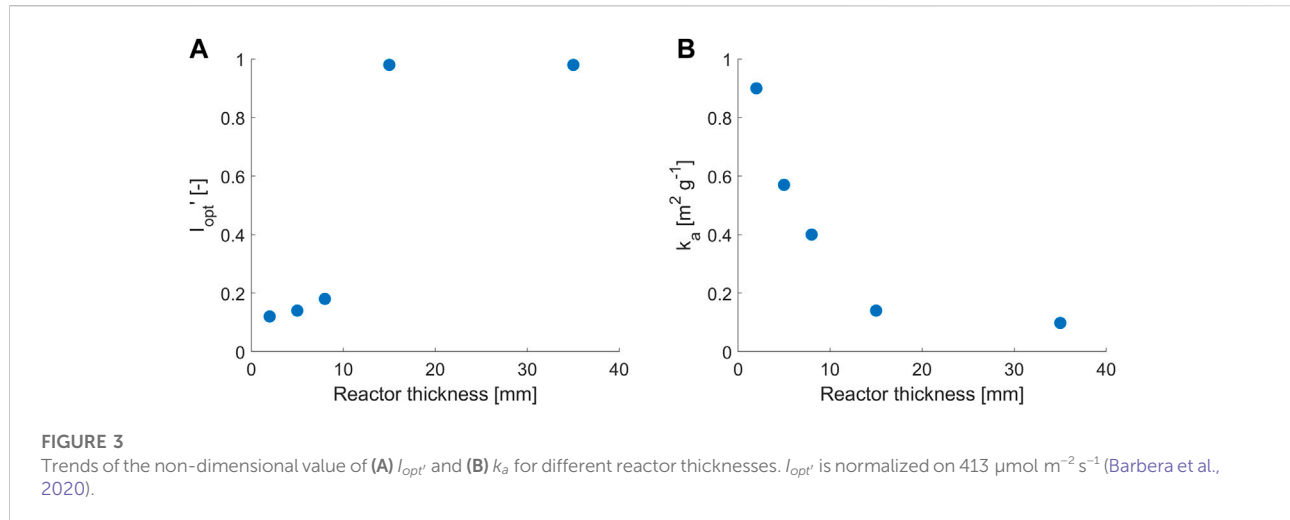 A
1
0.8
0.6
0.4
0.2
0
I_opt' [-]
0
10
20
30
40
Reactor thickness [mm]
B
1
0.8
0.6
0.4
0.2
0
k_a [m² g⁻¹]
0
10
20
30
40
Reactor thickness [mm]
FIGURE 3
Trends of the non-dimensional value of (A) I_opt' and (B) k_a for different reactor thicknesses. I_opt' is normalized on 413 µmol m⁻² s⁻¹ (Barbera et al.,
2020).